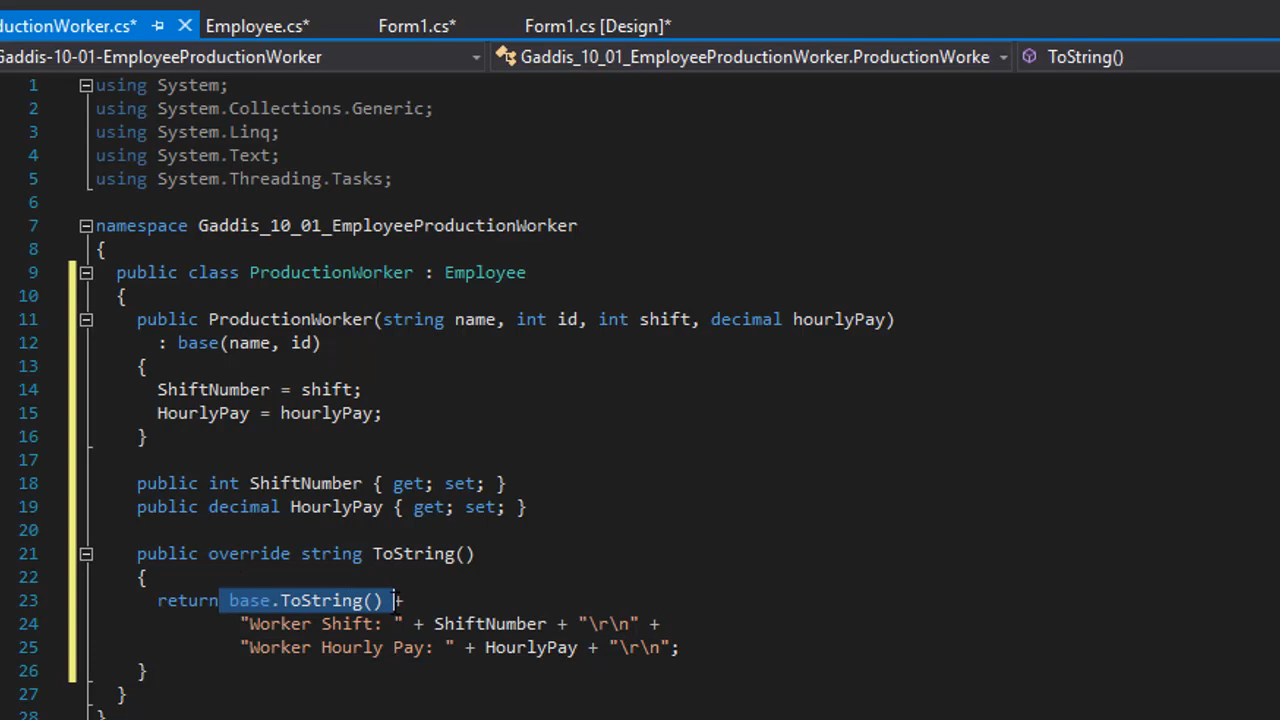 ductionWorker.cs* Employee.cs* Form1.cs* Form1.cs [Design]*
Gaddis-10-01-EmployeeProductionWorker Gaddis_10_01_EmployeeProductionWorker.ProductionWorke ToString()
1 using System;
2 using System.Collections.Generic;
3 using System.Linq;
4 using System.Text;
5 using System.Threading.Tasks;
6
7 namespace Gaddis_10_01_EmployeeProductionWorker
8 {
9 public class ProductionWorker : Employee
10 {
11 public ProductionWorker(string name, int id, int shift, decimal hourlyPay)
12 : base(name, id)
13 {
14 ShiftNumber = shift;
15 HourlyPay = hourlyPay;
16 }
17
18 public int ShiftNumber { get; set; }
19 public decimal HourlyPay { get; set; }
20
21 public override string ToString()
22 {
23 return base.ToString() +
24 "Worker Shift: " + ShiftNumber + "\r\n" +
25 "Worker Hourly Pay: " + HourlyPay + "\r\n";
26 }
27 }
28 }